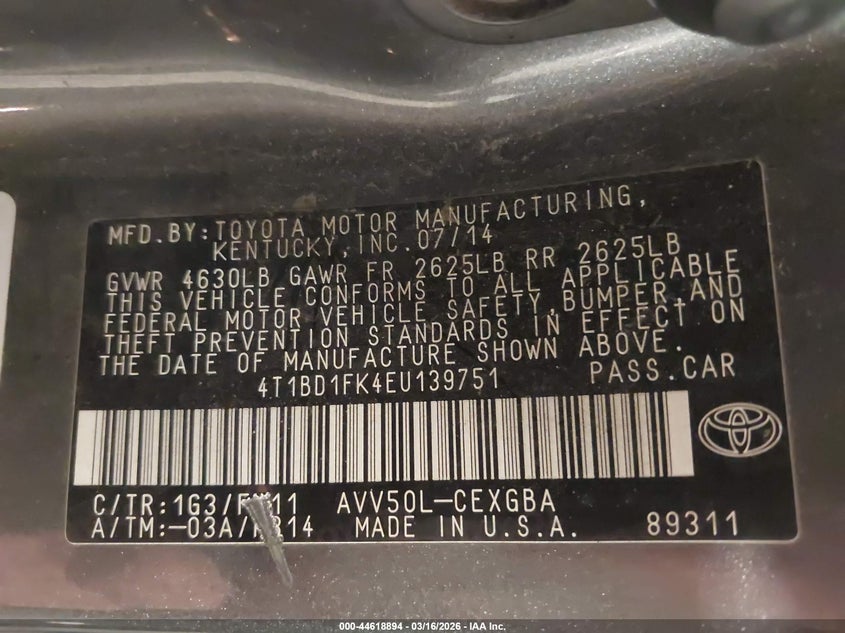 MFD.BY:TOYOTA MOTOR MANUFACTURING,
KENTUCKY,INC.07/14
GVWR 4630LB GAWR FR 2625LB RR 2625LB
THIS VEHICLE CONFORMS TO ALL APPLICABLE
FEDERAL MOTOR VEHICLE SAFETY,BUMPER,AND
THEFT PREVENTION STANDARDS IN EFFECT ON
THE DATE OF MANUFACTURE SHOWN ABOVE.
4T1BD1FK4EU139751 PASS.CAR
AVV50L-CEXGBA
MADE IN U.S.A. 89311
000-44618894 - 03/16/2026 - IAA Inc.